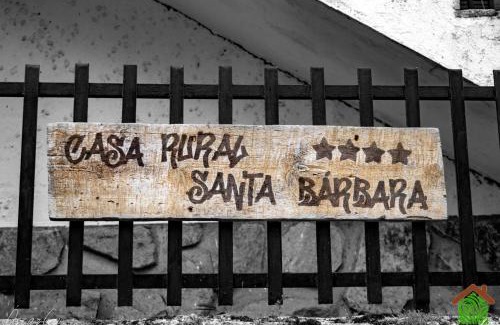 CASA RURAL ★★★★
SANTA BÁRBARA